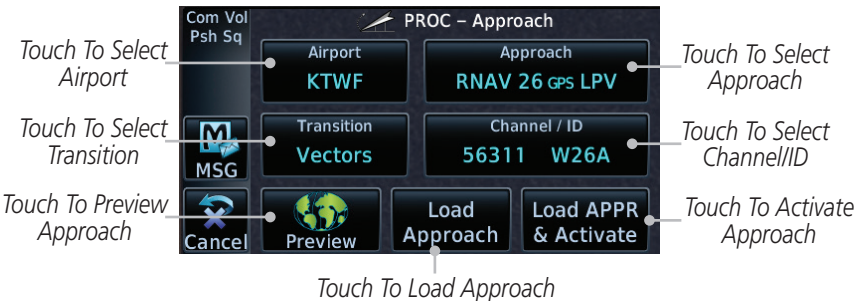 Com Vol
Psh Sq
PROC – Approach
Touch To Select
Airport
Airport
KTWF
Approach
RNAV 26 GPS LPV
Touch To Select
Approach
Touch To Select
Transition
MSG
Transition
Vectors
Channel / ID
56311 W26A
Touch To Select
Channel/ID
Touch To Preview
Approach
Cancel
Preview
Load
Approach
Load APPR
& Activate
Touch To Activate
Approach
Touch To Load Approach